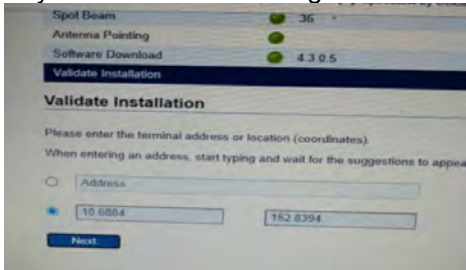 Spot Beam 36
Antenna Pointing
Software Download 4.3.0.5
Validate Installation
Validate Installation
Please enter the terminal address or location (coordinates).
When entering an address, start typing and wait for the suggestions to appea
Address
10.6884 152.8394
Next